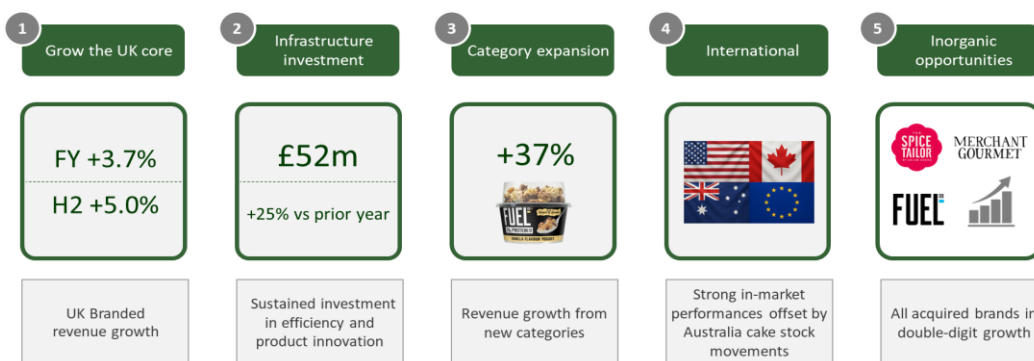 1
Grow the UK core
2
Infrastructure
investment
3
Category expansion
4
International
5
Inorganic
opportunities
FY +3.7%
H2 +5.0%
£52m
+25% vs prior year
+37%
FUEL
VANILLA FLAVOUR YOGURT
THE
SPICE
TAILOR
MERCHANT
GOURMET
FUEL
UK Branded
revenue growth
Sustained investment
in efficiency and
product innovation
Revenue growth from
new categories
Strong in-market
performances offset by
Australia cake stock
movements
All acquired brands in
double-digit growth